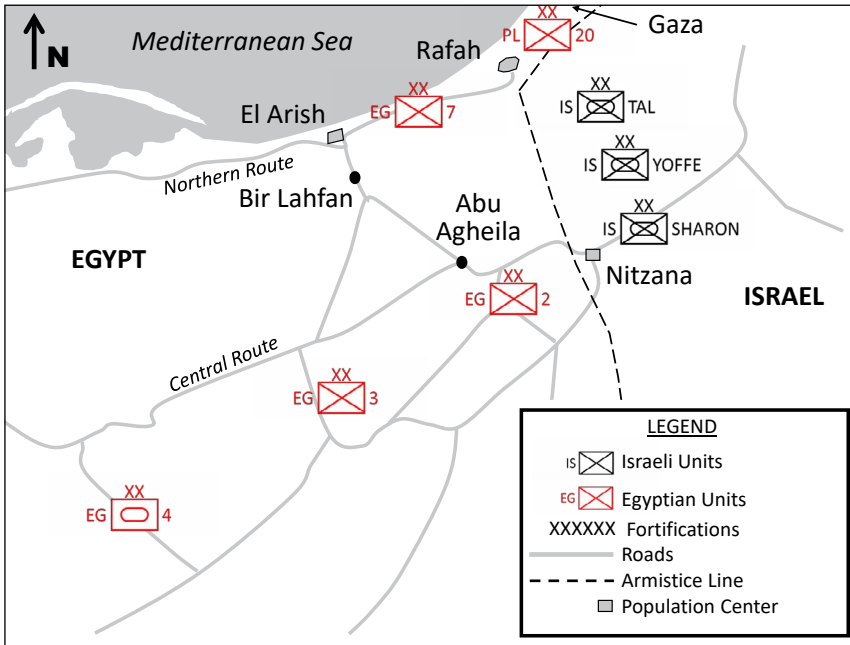 XX
PL 20
Gaza
Mediterranean Sea
N
Rafah
XX
IS TAL
XX
EG 7
El Arish
XX
IS YOFFE
Northern Route
Bir Lahfan
Abu
Agheila
XX
IS SHARON
EGYPT
XX
EG 2
Nitzana
ISRAEL
Central Route
XX
EG 3
XX
EG 4
LEGEND
IS Israeli Units
EG Egyptian Units
XXXXXX Fortifications
Roads
Armistice Line
Population Center